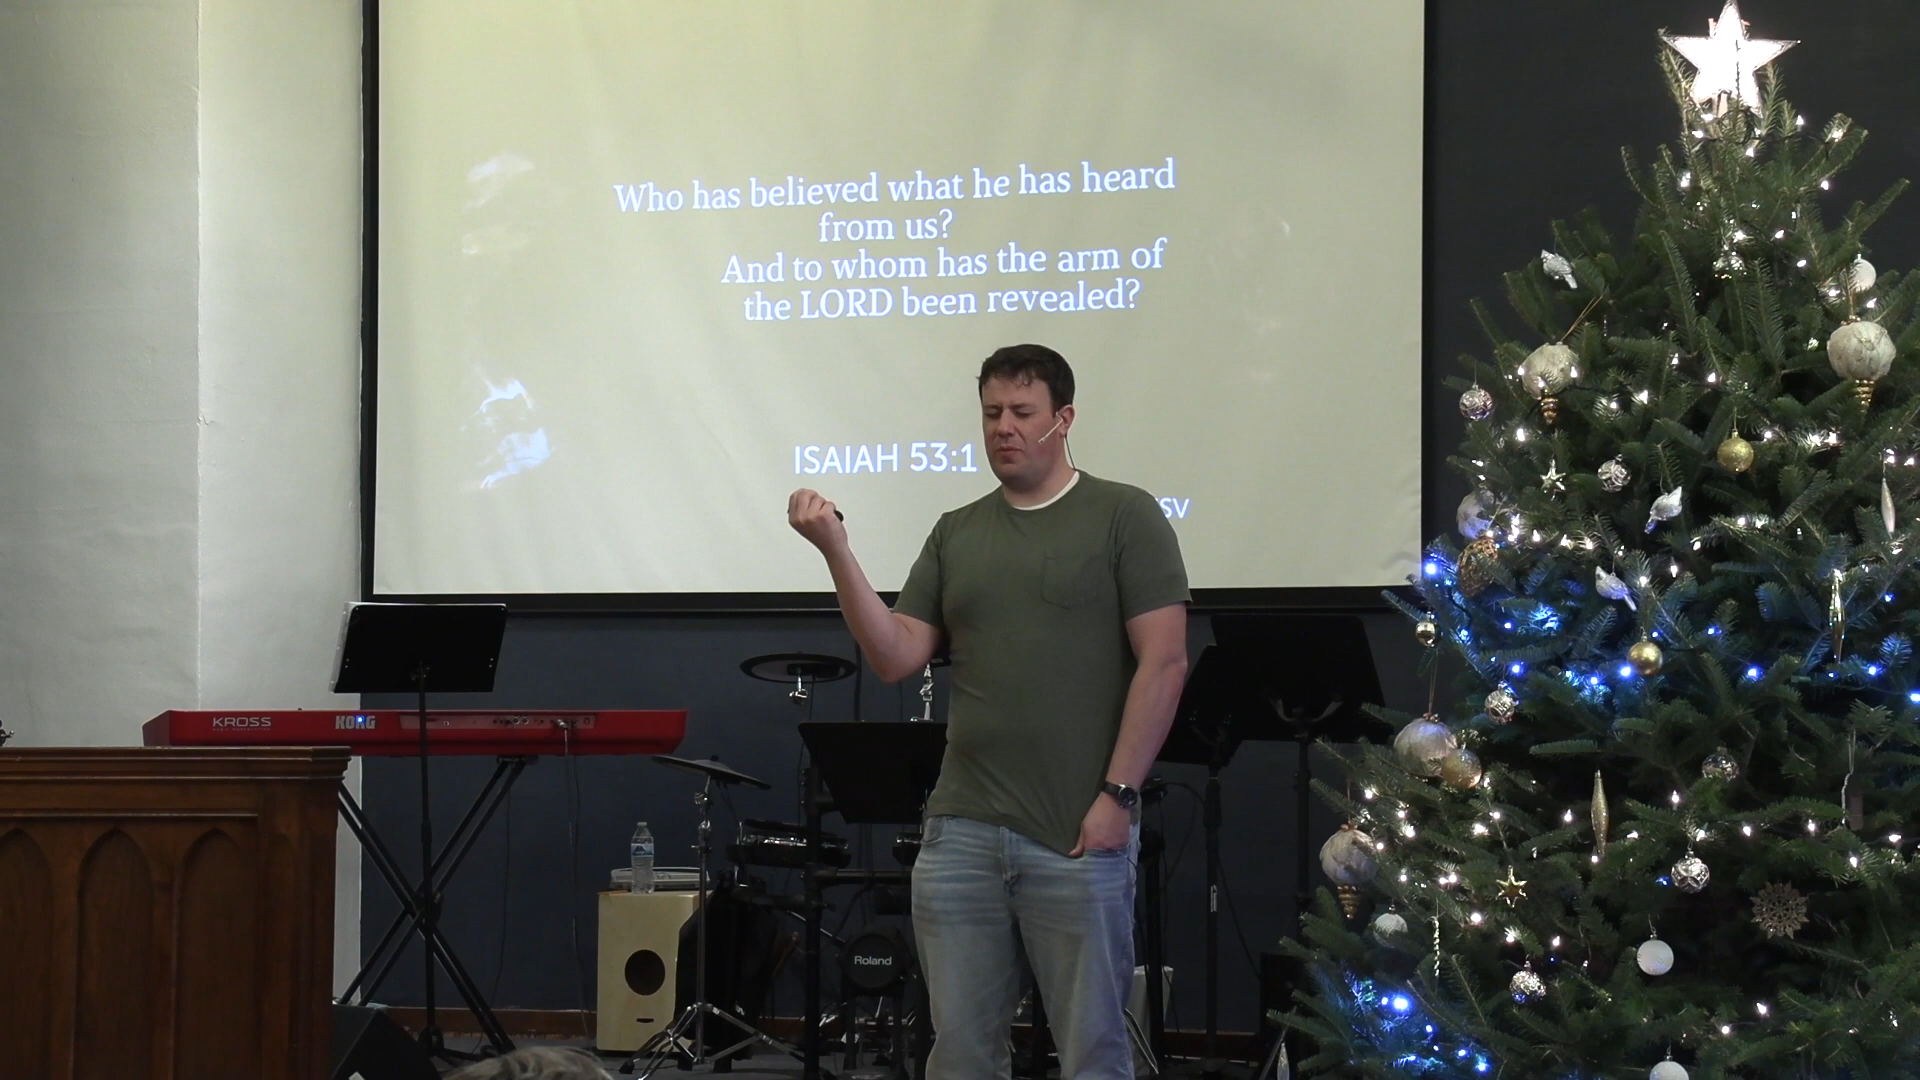 Who has believed what he has heard
from us?
And to whom has the arm of
the LORD been revealed?
ISAIAH 53:1
SV
KROSS
KORG
Roland